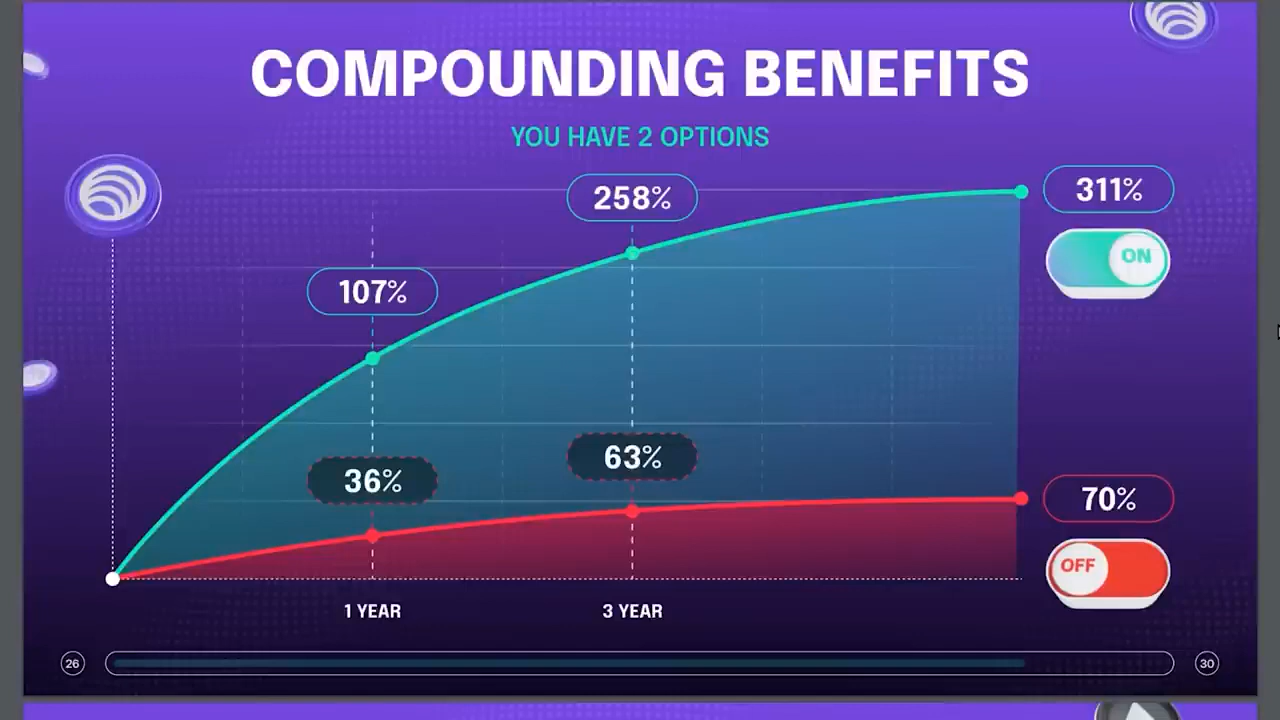 COMPOUNDING BENEFITS
YOU HAVE 2 OPTIONS
258%
311%
ON
107%
63%
36%
70%
OFF
1 YEAR
3 YEAR
26
30